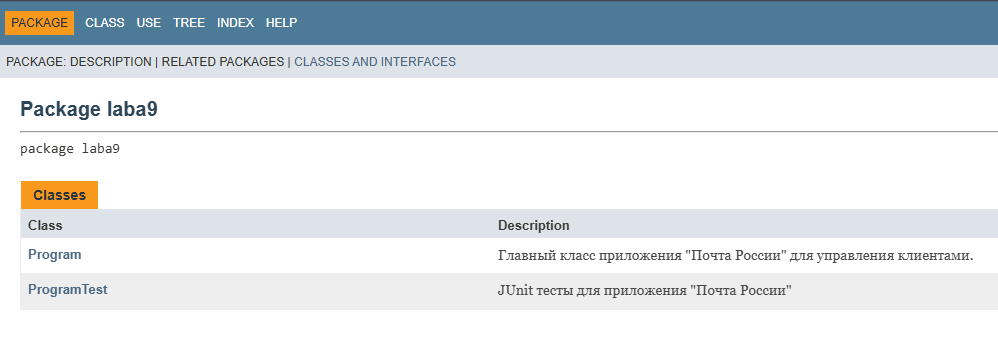 PACKAGE CLASS USE TREE INDEX HELP
PACKAGE: DESCRIPTION | RELATED PACKAGES | CLASSES AND INTERFACES
Package laba9
package laba9
Classes
Class Description
Program Главный класс приложения "Почта России" для управления клиентами.
ProgramTest JUnit тесты для приложения "Почта России"